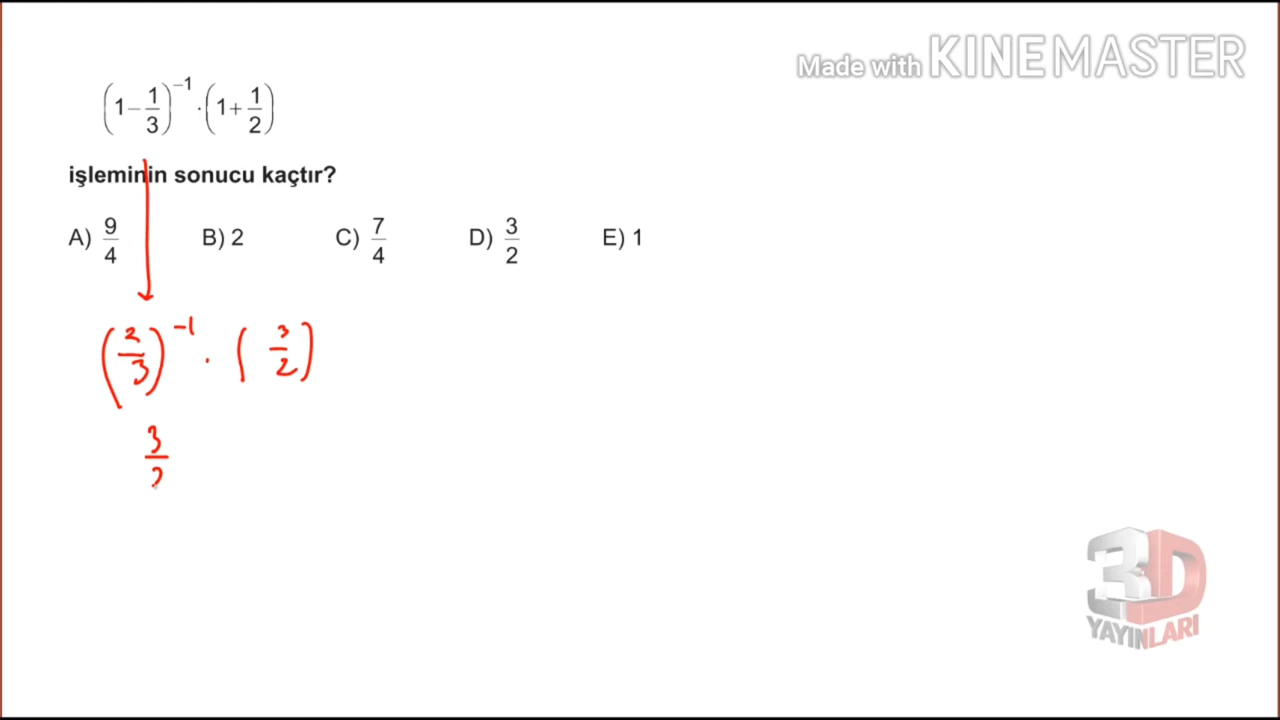 Made with KINEMASTER
(1-1/3)^-1 · (1+1/2)
işleminin sonucu kaçtır?
A) 9/4 B) 2 C) 7/4 D) 3/2 E) 1
(2/3)^-1 · (3/2)
3/2
3D
YAYINLARI